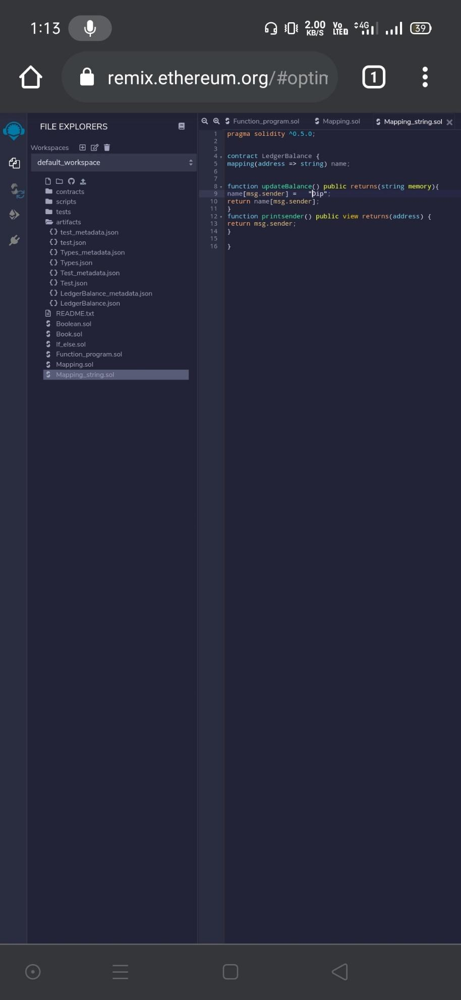 1:13
2.00
KB/S
Vo
LTE
4G
39
remix.ethereum.org/#optin
1
FILE EXPLORERS
Workspaces
default_workspace
contracts
scripts
tests
artifacts
{} test_metadata.json
{} test.json
{} Types_metadata.json
{} Types.json
{} Test_metadata.json
{} Test.json
{} LedgerBalance_metadata.json
{} LedgerBalance.json
README.txt
Boolean.sol
Book.sol
If_else.sol
Function_program.sol
Mapping.sol
Mapping_string.sol
Function_program.sol Mapping.sol Mapping_string.sol
1 pragma solidity ^0.5.0;
2
3
4 contract LedgerBalance {
5 mapping(address => string) name;
6
7
8 function updateBalance() public returns(string memory){
9 name[msg.sender] =   "Dip";
10 return name[msg.sender];
11 }
12 function printsender() public view returns(address) {
13 return msg.sender;
14 }
15
16 }